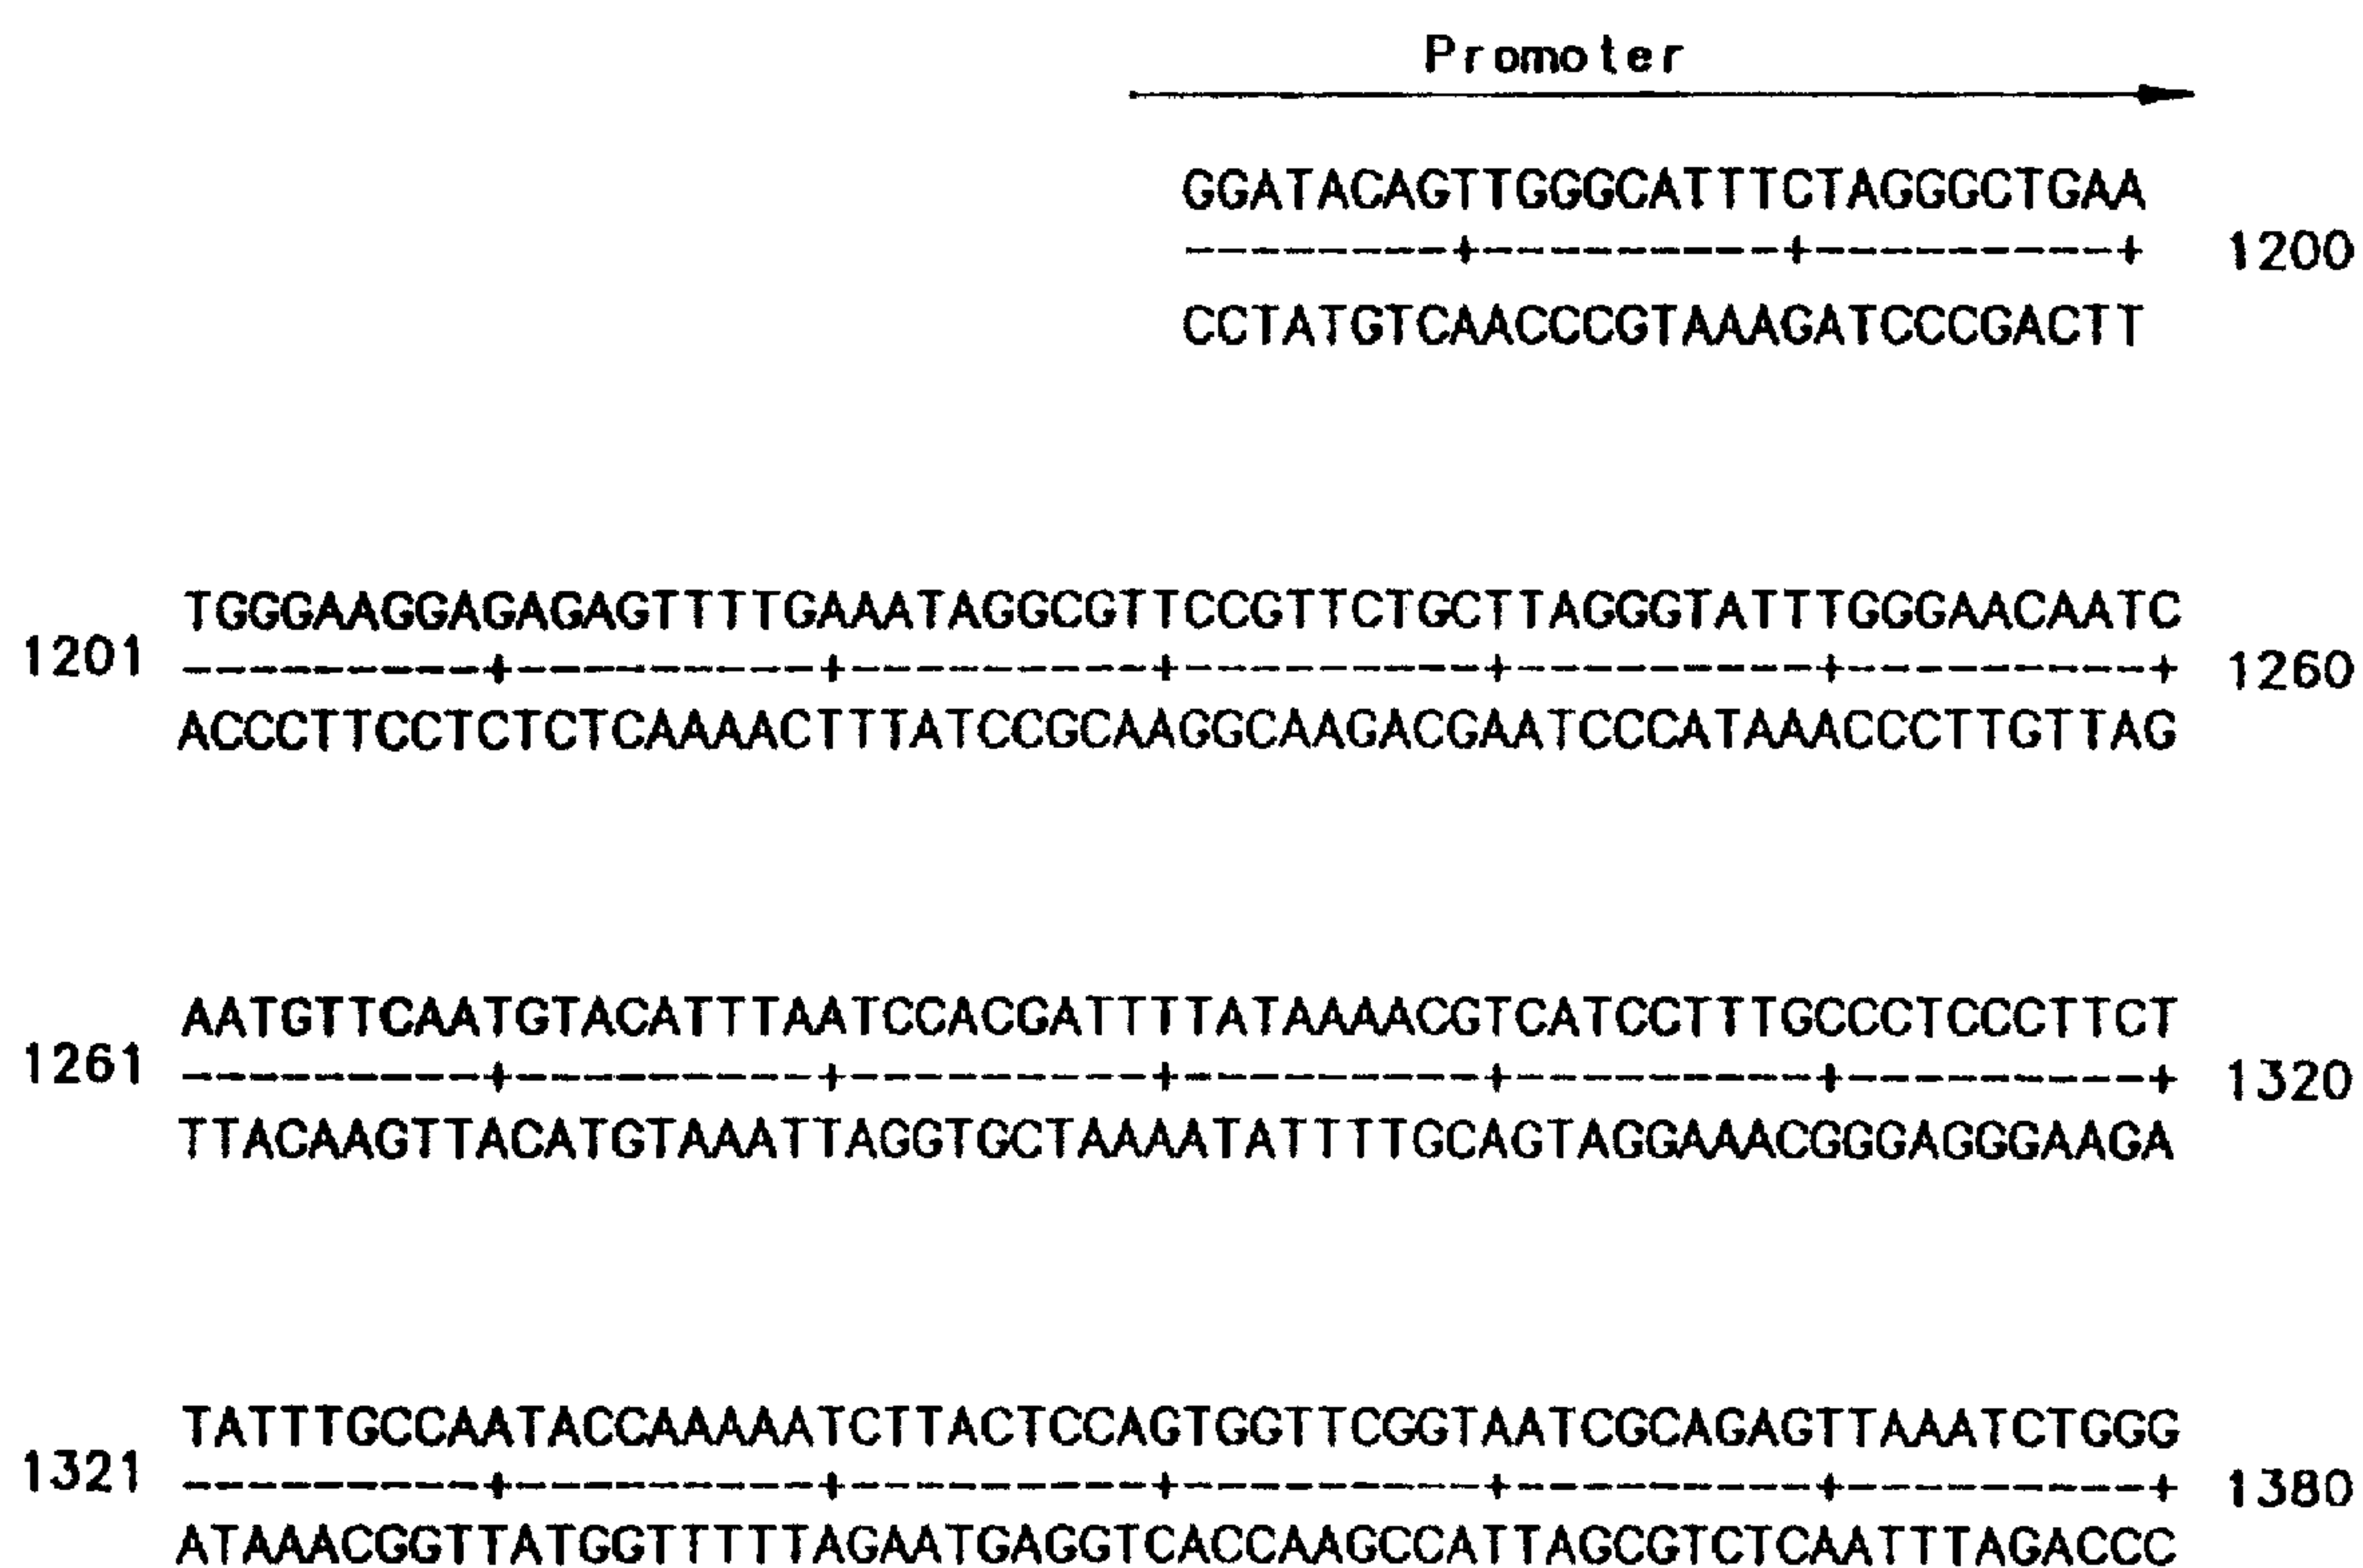 Promoter
GGATACAGTTGGGCATTTCTAGGGCTGAA
--------+---------+---------+ 1200
CCTATGTCAACCCGTAAAGATCCCGACTT
TGGGAAGGAGAGAGTTTTGAAATAGGCGTTCCGTTCTGCTTAGGGTATTTGGGAACAATC
1201 ---------+---------+---------+---------+---------+---------+ 1260
ACCCTTCCTCTCTCAAAACTTTATCCGCAAGGCAAGACGAATCCCATAAACCCTTGTTAG
AATGTTCAATGTACATTTAATCCACGATTTTATAAAACGTCATCCTTTGCCCTCCCTTCT
1261 ---------+---------+---------+---------+---------+---------+ 1320
TTACAAGTTACATGTAAATTAGGTGCTAAAATATTTTGCAGTAGGAAACGGGAGGGAAGA
TATTTGCCAATACCAAAAATCTTACTCCAGTGGTTCGGTAATCGCAGAGTTAAATCTGGG
1321 ---------+---------+---------+---------+---------+---------+ 1380
ATAAACGGTTATGGTTTTTAGAATGAGGTCACCAAGCCATTAGCGTCTCAATTTAGACCC